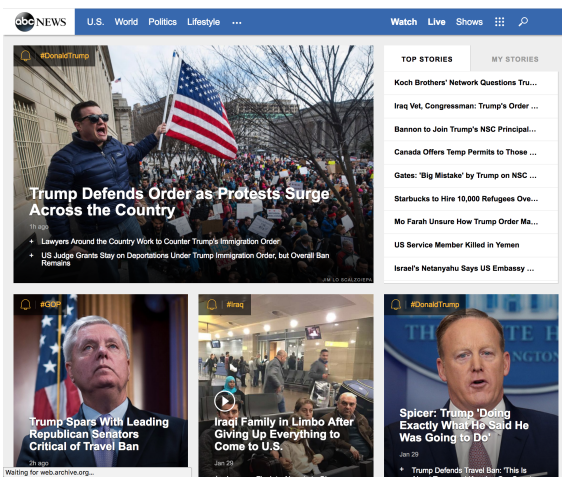 abc NEWS
U.S. World Politics Lifestyle ...
Watch Live Shows
#DonaldTrump
Trump Defends Order as Protests Surge
Across the Country
1h ago
+ Lawyers Around the Country Work to Counter Trump's Immigration Order
+ US Judge Grants Stay on Deportations Under Trump Immigration Order, but Overall Ban
Remains
JIM LO SCALZO/EPA
TOP STORIES MY STORIES
Koch Brothers' Network Questions Tru...
Iraq Vet, Congressman: Trump's Order ...
Bannon to Join Trump's NSC Principal...
Canada Offers Temp Permits to Those ...
Gates: 'Big Mistake' by Trump on NSC ...
Starbucks to Hire 10,000 Refugees Ove...
Mo Farah Unsure How Trump Order Ma...
US Service Member Killed in Yemen
Israel's Netanyahu Says US Embassy ...
#GOP
Trump Spars With Leading
Republican Senators
Critical of Travel Ban
2h ago
#Iraq
Iraqi Family in Limbo After
Giving Up Everything to
Come to U.S.
Jan 29
#DonaldTrump
THE WHITE HOUSE
WASHINGTON
Spicer: Trump 'Doing
Exactly What He Said He
Was Going to Do'
Jan 29
+ Trump Defends Travel Ban: 'This Is
Waiting for web.archive.org...